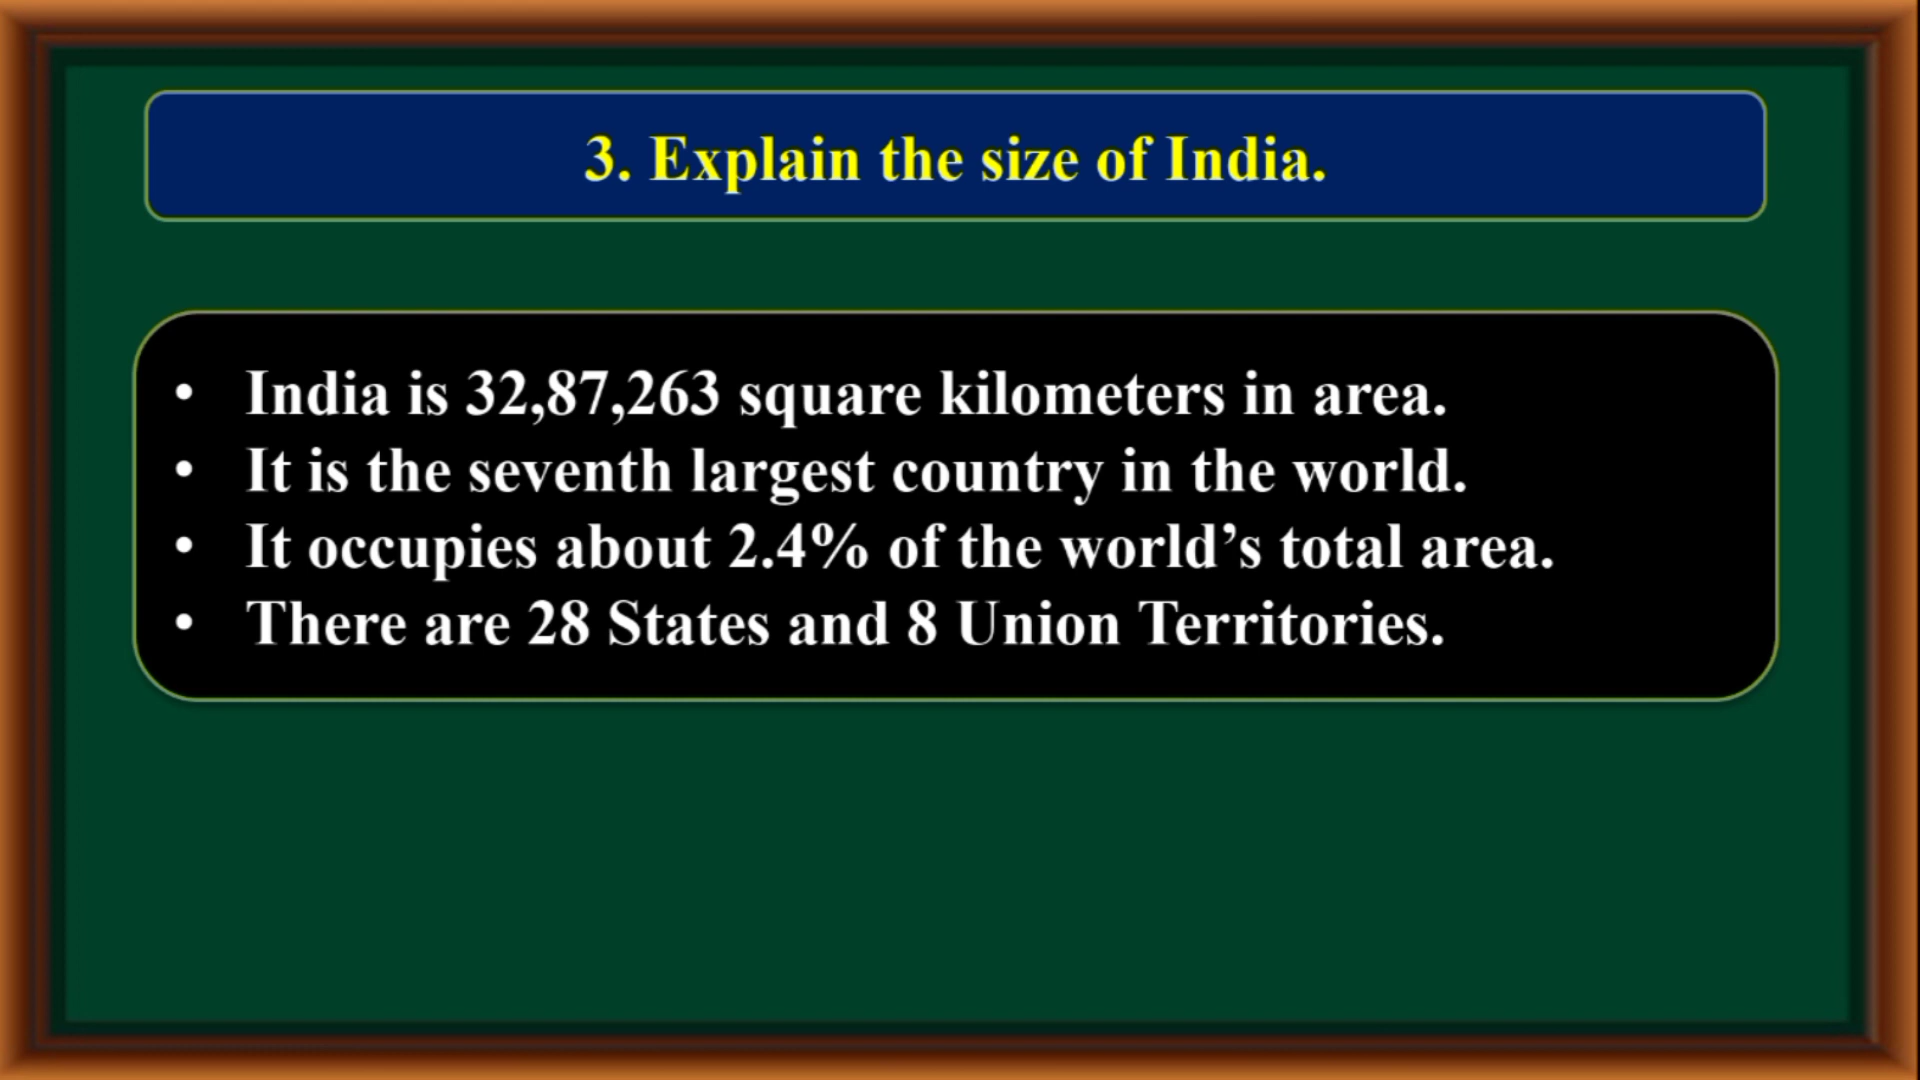 3. Explain the size of India.
• India is 32,87,263 square kilometers in area.
• It is the seventh largest country in the world.
• It occupies about 2.4% of the world’s total area.
• There are 28 States and 8 Union Territories.